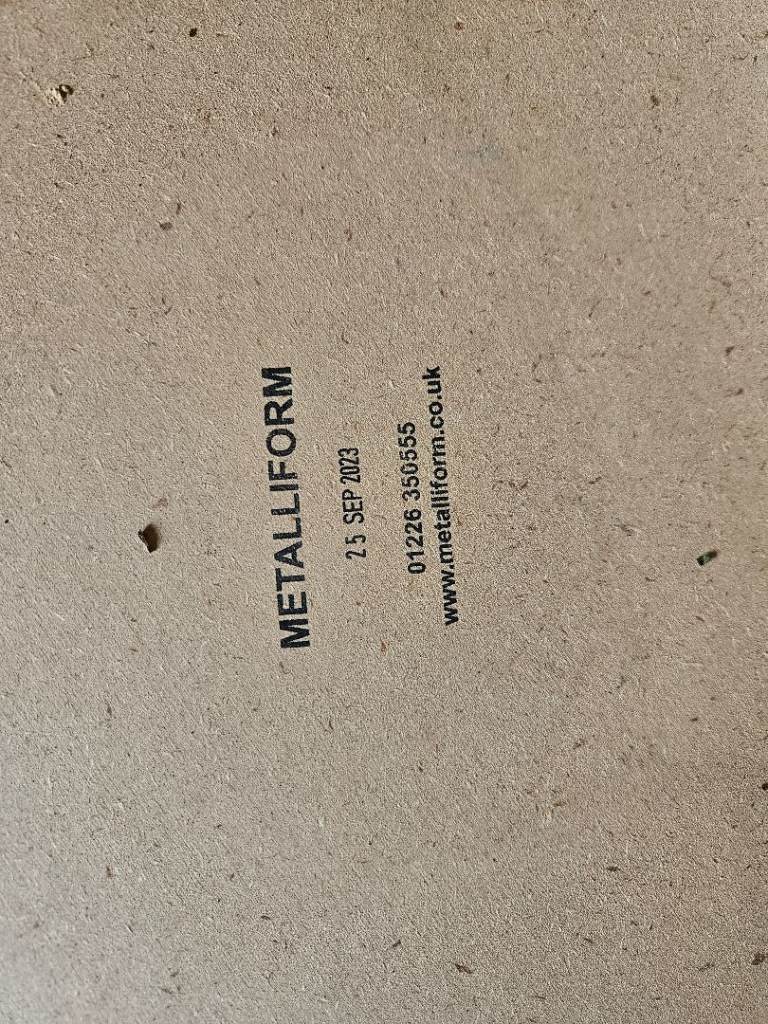 METALLIFORM
25 SEP 2023
01226 350555
www.metalliform.co.uk